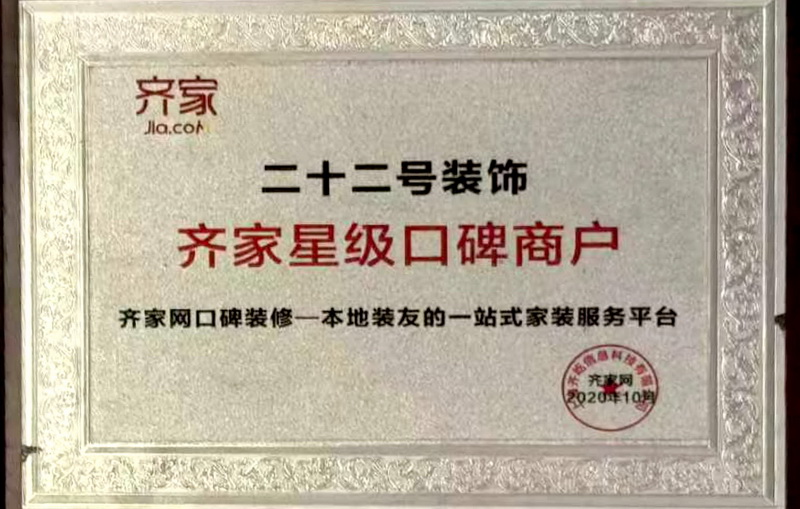 齐家
Jia.com
二十二号装饰
齐家星级口碑商户
齐家网口碑装修—本地装友的一站式家装服务平台
齐家网
2020年10月